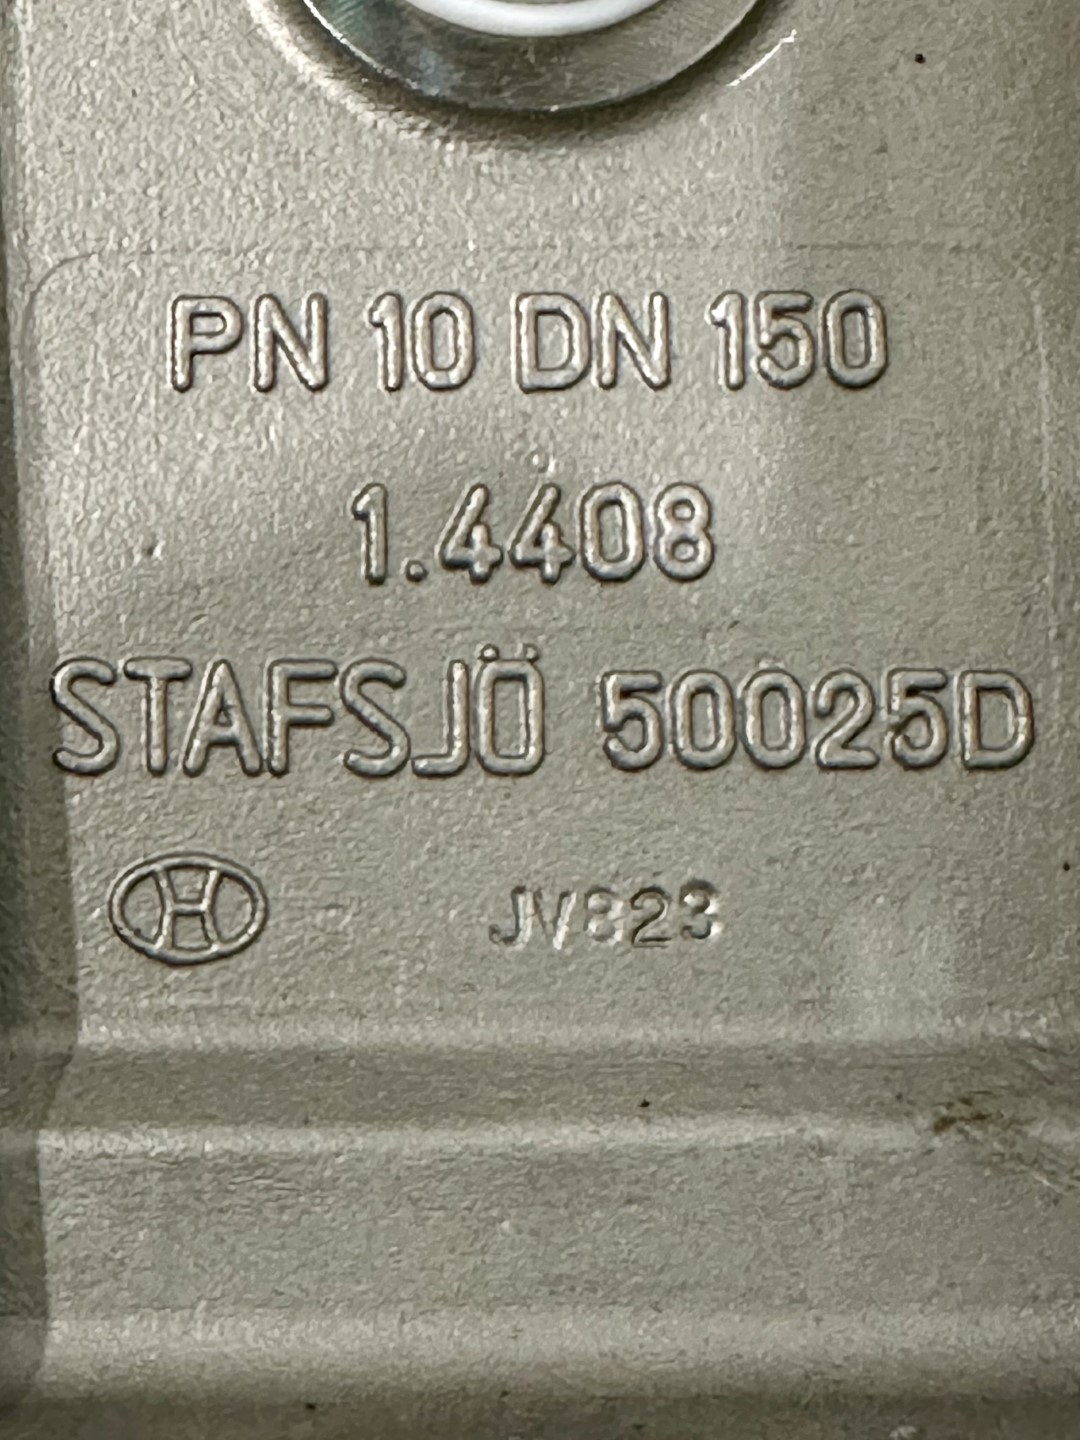 PN 10 DN 150
1.4408
STAFSJÖ 50025D
H JV823